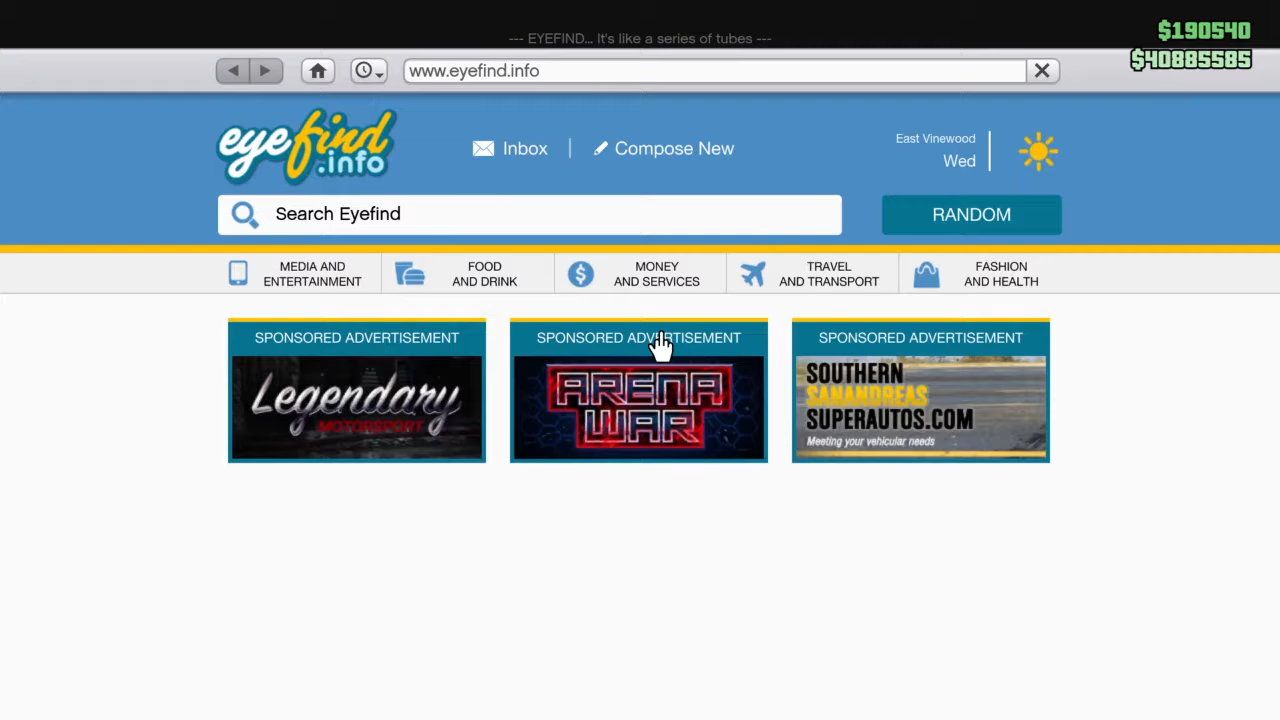 $190540
--- EYEFIND... It's like a series of tubes ---
$40885585
www.eyefind.info
eyefind.info
Inbox
Compose New
East Vinewood
Wed
Search Eyefind
RANDOM
MEDIA AND
ENTERTAINMENT
FOOD
AND DRINK
MONEY
AND SERVICES
TRAVEL
AND TRANSPORT
FASHION
AND HEALTH
SPONSORED ADVERTISEMENT
Legendary
MOTORSPORT
SPONSORED ADVERTISEMENT
ARENA
WAR
SPONSORED ADVERTISEMENT
SOUTHERN
SANANDREAS
SUPERAUTOS.COM
Meeting your vehicular needs